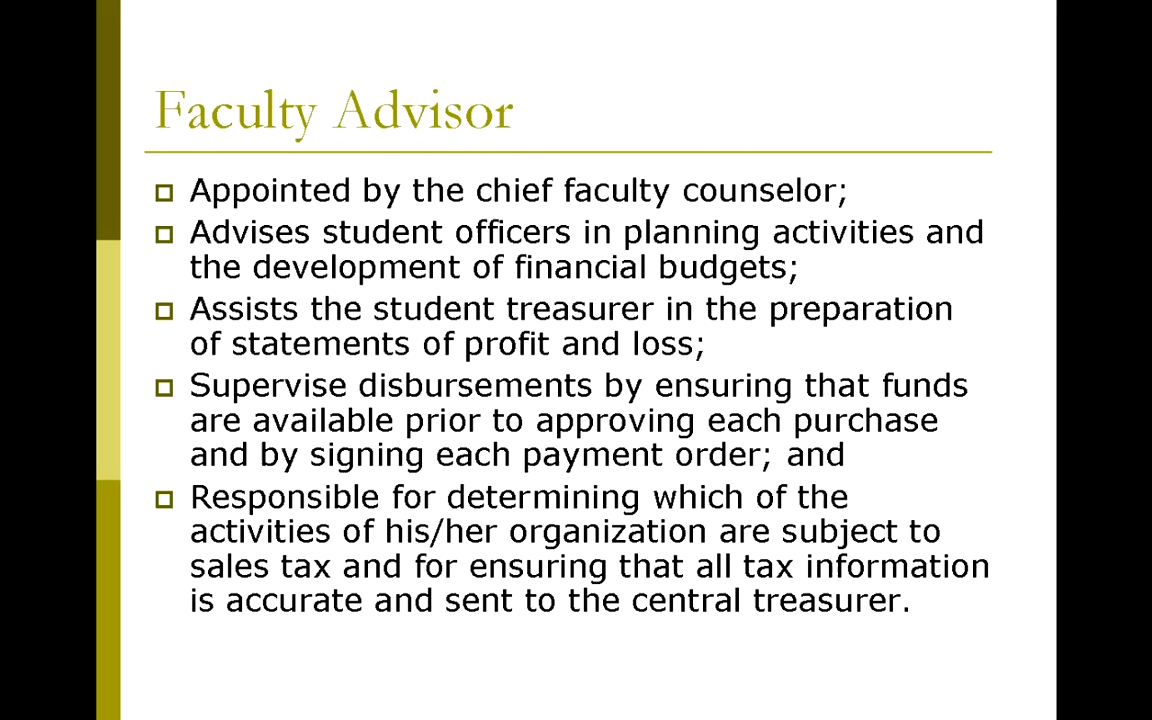 Faculty Advisor
Appointed by the chief faculty counselor;
Advises student officers in planning activities and
the development of financial budgets;
Assists the student treasurer in the preparation
of statements of profit and loss;
Supervise disbursements by ensuring that funds
are available prior to approving each purchase
and by signing each payment order; and
Responsible for determining which of the
activities of his/her organization are subject to
sales tax and for ensuring that all tax information
is accurate and sent to the central treasurer.